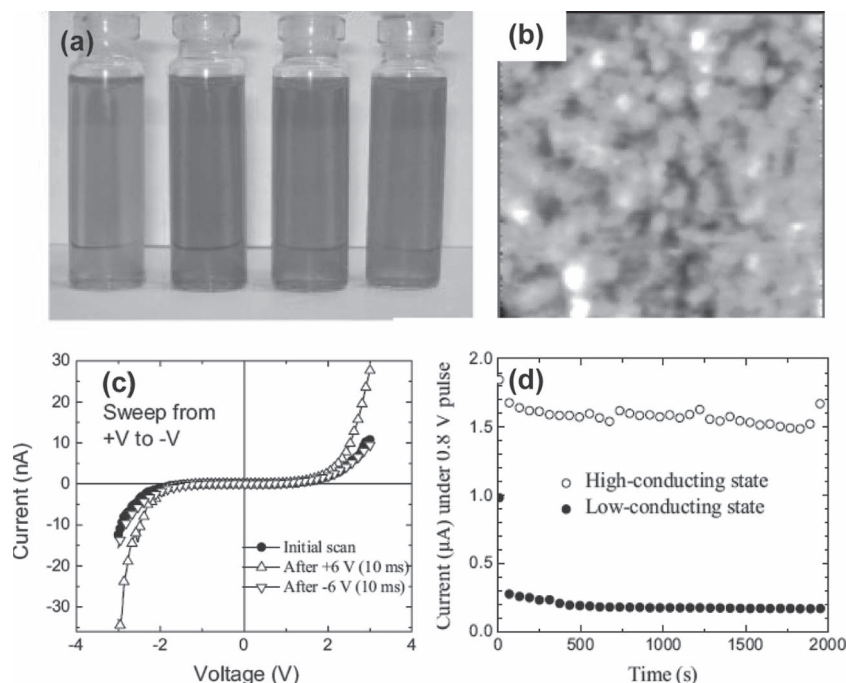 (a)
(b)
(c)
Sweep from
+V to -V
Current (nA)
30
20
10
0
-10
-20
-30
Initial scan
After +6 V (10 ms)
After -6 V (10 ms)
-4
-2
0
2
4
Voltage (V)
(d)
Current (μA) under 0.8 V pulse
2.0
1.5
1.0
0.5
0.0
High-conducting state
Low-conducting state
0
500
1000
1500
2000
Time (s)